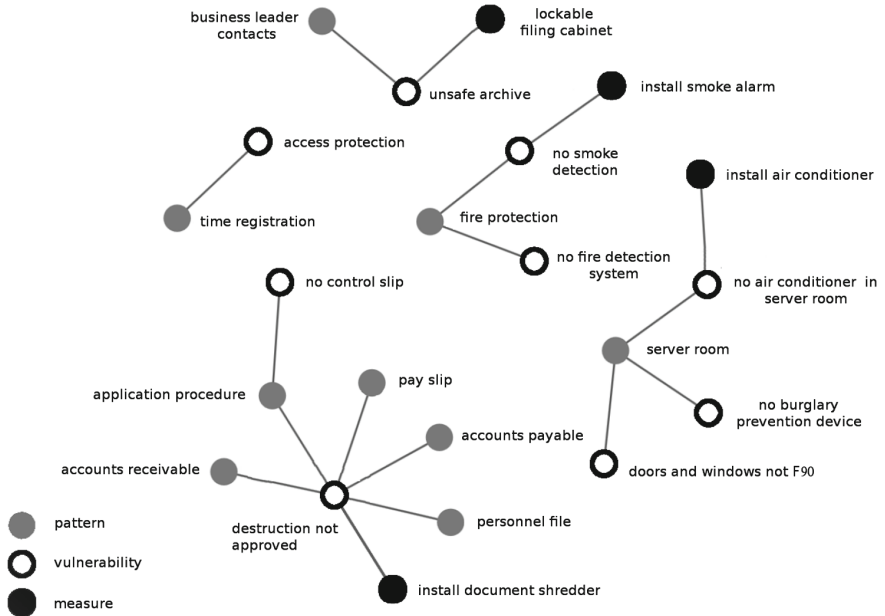 business leader
contacts
lockable
filing cabinet
unsafe archive
install smoke alarm
access protection
no smoke
detection
install air conditioner
time registration
fire protection
no fire detection
system
no control slip
no air conditioner in
server room
server room
application procedure
pay slip
no burglary
prevention device
accounts payable
accounts receivable
doors and windows not F90
destruction not
approved
personnel file
pattern
vulnerability
install document shredder
measure